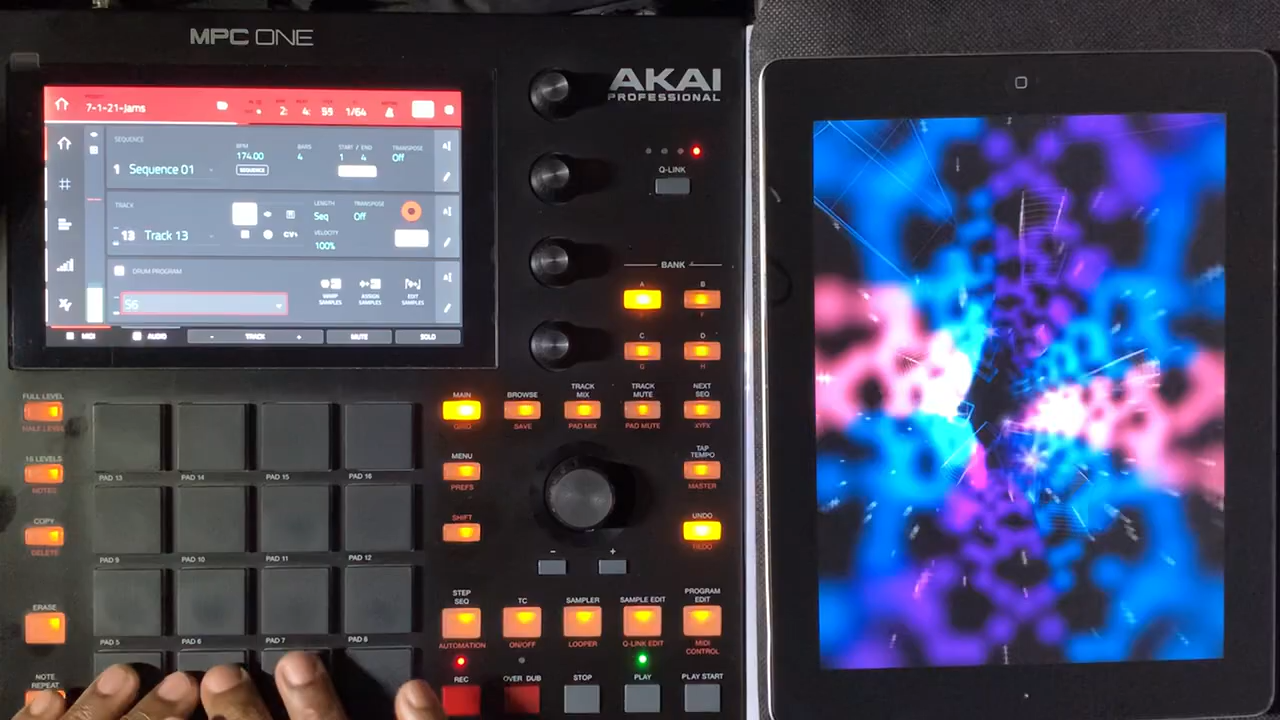 MPC ONE
AKAI
PROFESSIONAL
7-1-21-Jams
2: 4: 59 1/64
SEQUENCE
1 Sequence 01
BPM
174.00
SEQUENCE
BARS
4
START / END
1 4
TRANSPOSE
Off
TRACK
13 Track 13
LENGTH
Seq
TRANSPOSE
Off
VELOCITY
100%
DRUM PROGRAM
S6
WARP SAMPLES
ASSIGN SAMPLES
EDIT SAMPLES
MIDI
AUDIO
- TRACK +
MUTE
SOLO
Q-LINK
BANK
A
B
F
C
G
D
H
FULL LEVEL
HALF LEVEL
16 LEVELS
NOTES
COPY
DELETE
ERASE
NOTE REPEAT
PAD 13
PAD 14
PAD 15
PAD 16
PAD 9
PAD 10
PAD 11
PAD 12
PAD 5
PAD 6
PAD 7
PAD 8
MAIN
GRID
BROWSE
SAVE
TRACK MIX
PAD MIX
TRACK MUTE
PAD MUTE
NEXT SEQ
XYFX
MENU
PREFS
TAP TEMPO
MASTER
SHIFT
UNDO
REDO
- +
STEP SEQ
AUTOMATION
TC
ON/OFF
SAMPLER
LOOPER
SAMPLE EDIT
Q-LINK EDIT
PROGRAM EDIT
MIDI CONTROL
REC
OVER DUB
STOP
PLAY
PLAY START